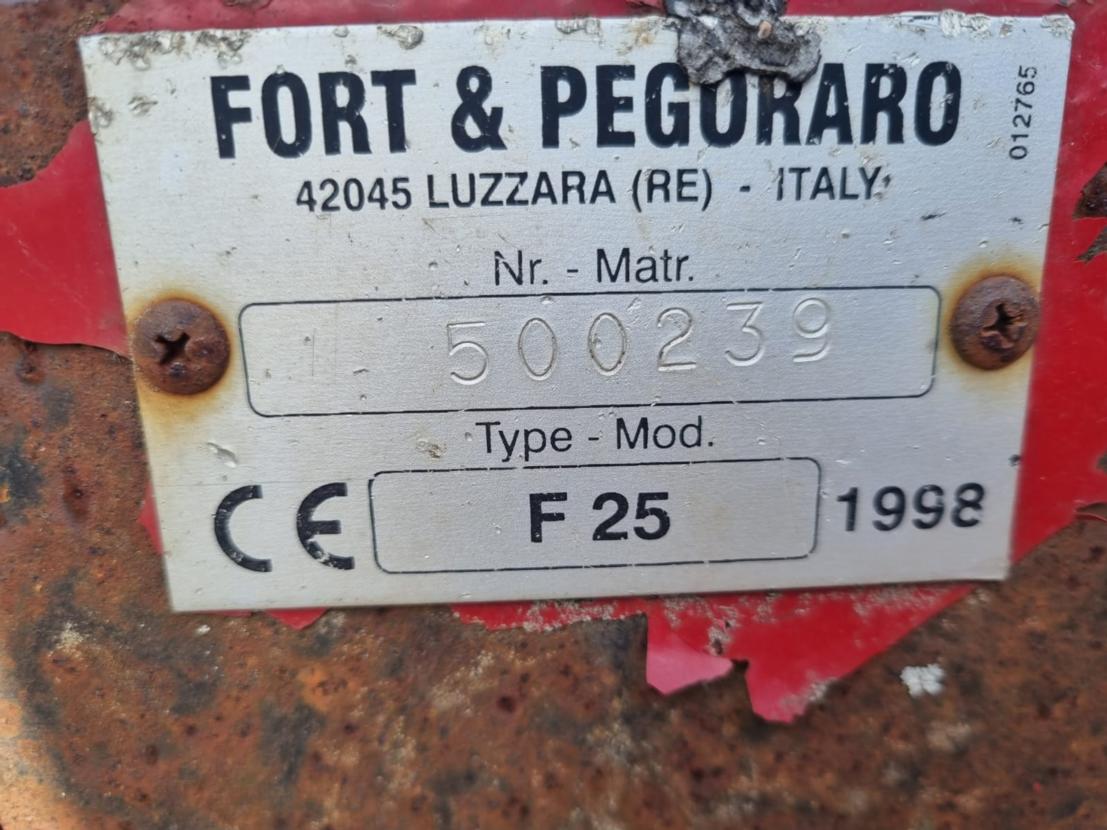 FORT & PEGORARO
012765
42045 LUZZARA (RE) - ITALY
Nr. - Matr.
500239
Type - Mod.
CE F 25 1998